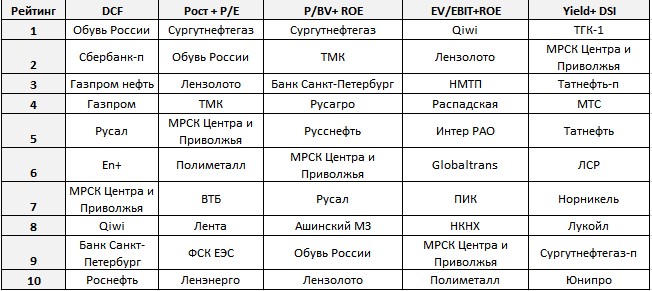 Рейтинг DCF Рост + P/E P/BV+ ROE EV/EBIT+ROE Yield+ DSI
1 Обувь России Сургутнефтегаз Сургутнефтегаз Qiwi ТГК-1
2 Сбербанк-п Обувь России ТМК Лензолото МРСК Центра и Приволжья
3 Газпром нефть Лензолото Банк Санкт-Петербург НМТП Татнефть-п
4 Газпром ТМК Русагро Распадская МТС
5 Русал МРСК Центра и Приволжья Русснефть Интер РАО Татнефть
6 En+ Полиметалл МРСК Центра и Приволжья Globaltrans ЛСР
7 МРСК Центра и Приволжья ВТБ Русал ПИК Норникель
8 Qiwi Лента Ашинский МЗ НКНХ Лукойл
9 Банк Санкт-Петербург ФСК ЕЭС Обувь России МРСК Центра и Приволжья Сургутнефтегаз-п
10 Роснефть Ленэнерго Лензолото Полиметалл Юнипро